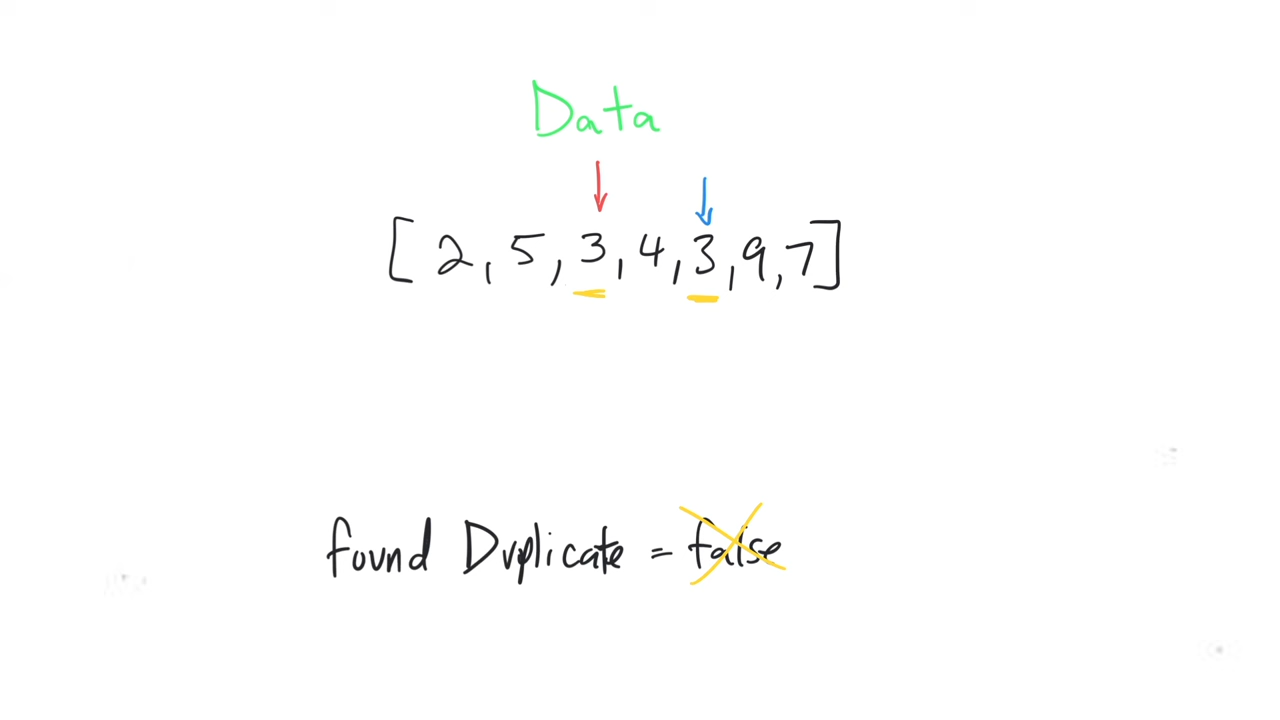 Data
[2, 5, 3, 4, 3, 9, 7]
found Duplicate = false